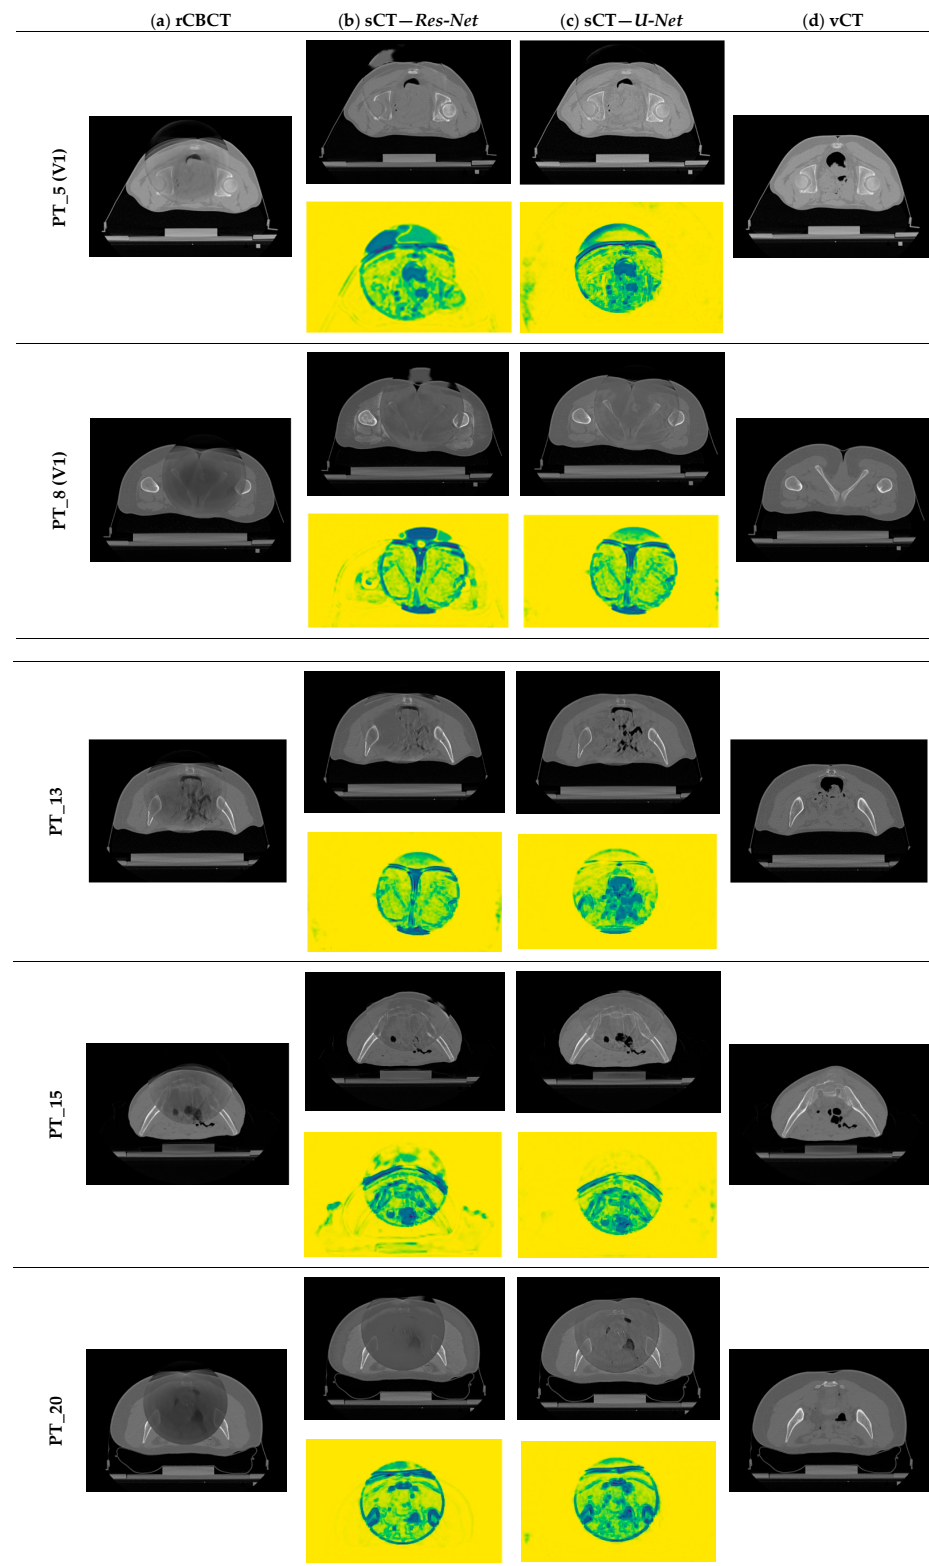 (a) rCBCT (b) sCT—Res-Net (c) sCT—U-Net (d) vCT
PT_5 (V1)
PT_8 (V1)
PT_13
PT_15
PT_20